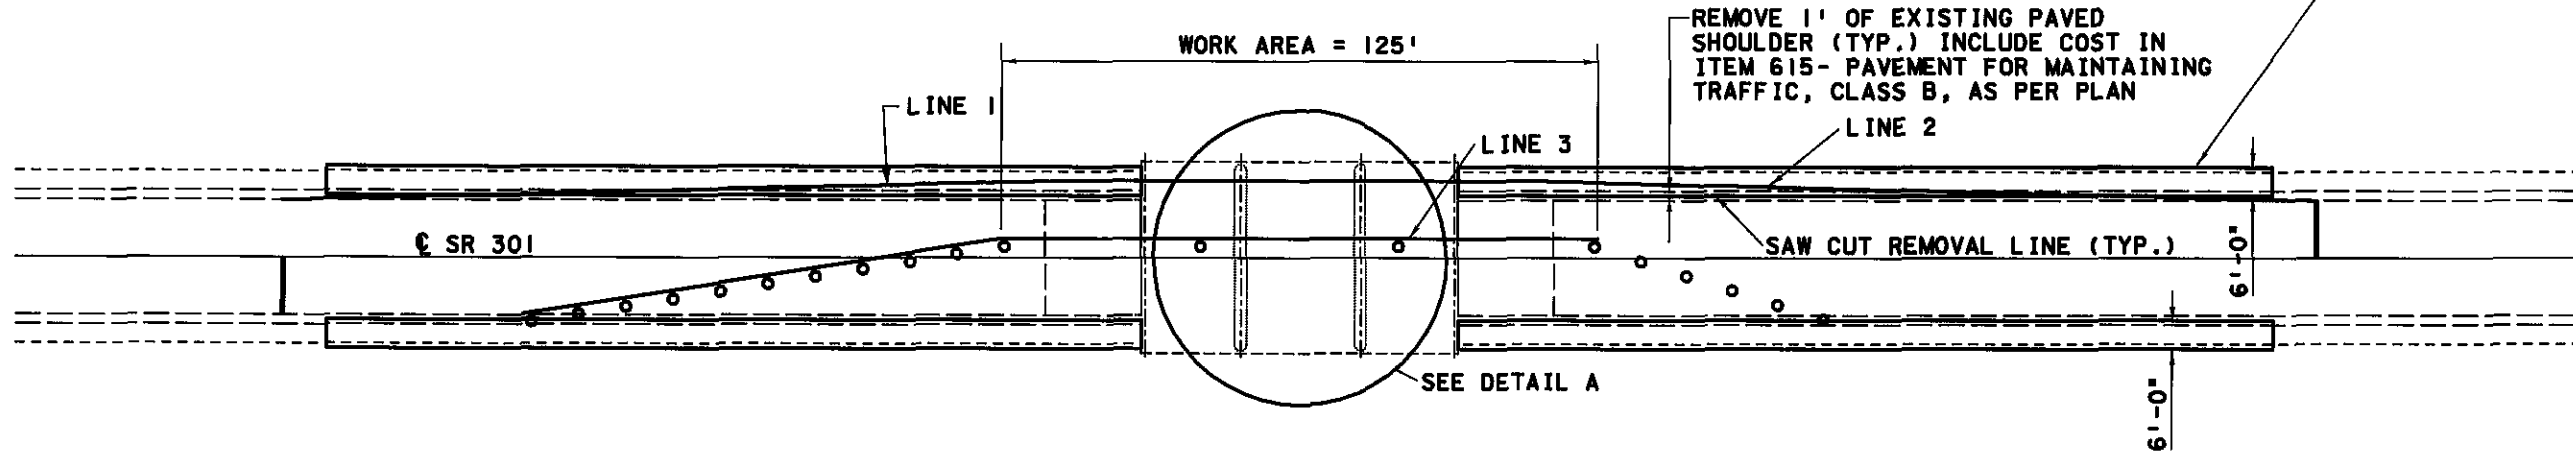 REMOVE 1' OF EXISTING PAVED
SHOULDER (TYP.) INCLUDE COST IN
ITEM 615- PAVEMENT FOR MAINTAINING
TRAFFIC, CLASS B, AS PER PLAN
WORK AREA = 125'
LINE 1
LINE 2
LINE 3
℄ SR 301
SAW CUT REMOVAL LINE (TYP.)
6'-0"
SEE DETAIL A
6'-0"